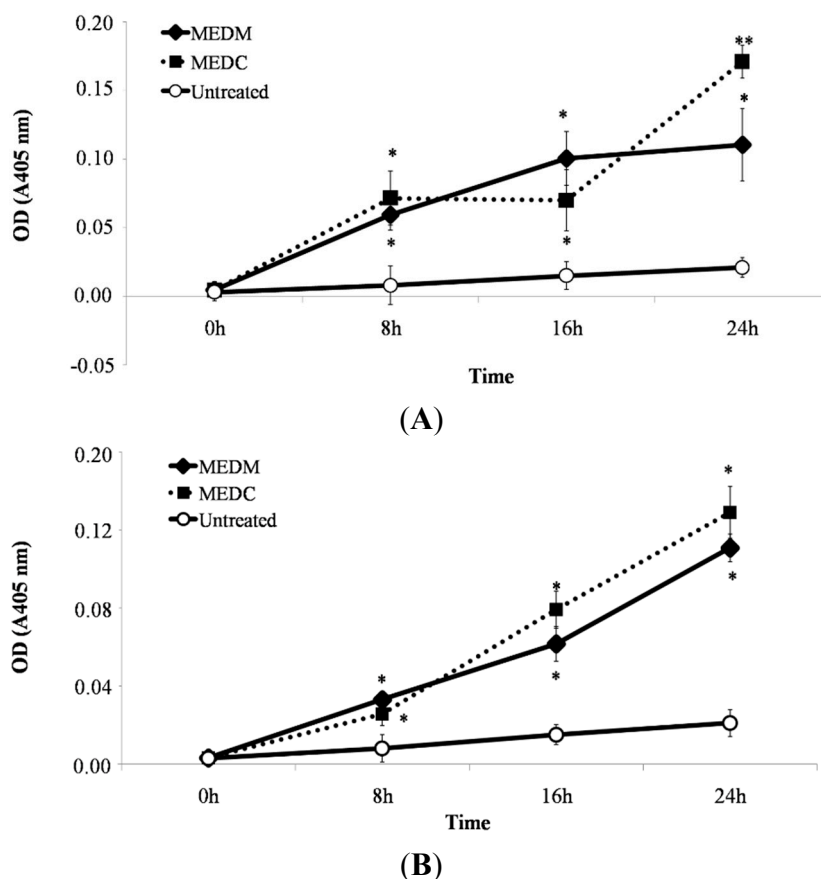 0.20
MEDM
MEDC
Untreated
**
*
0.15
*
*
0.10
*
0.05
*
*
0.00
0h
8h
16h
24h
-0.05
OD (A405 nm)
Time
(A)
0.20
MEDM
MEDC
Untreated
*
0.12
*
*
0.08
*
*
0.04
*
0.00
0h
8h
16h
24h
OD (A405 nm)
Time
(B)